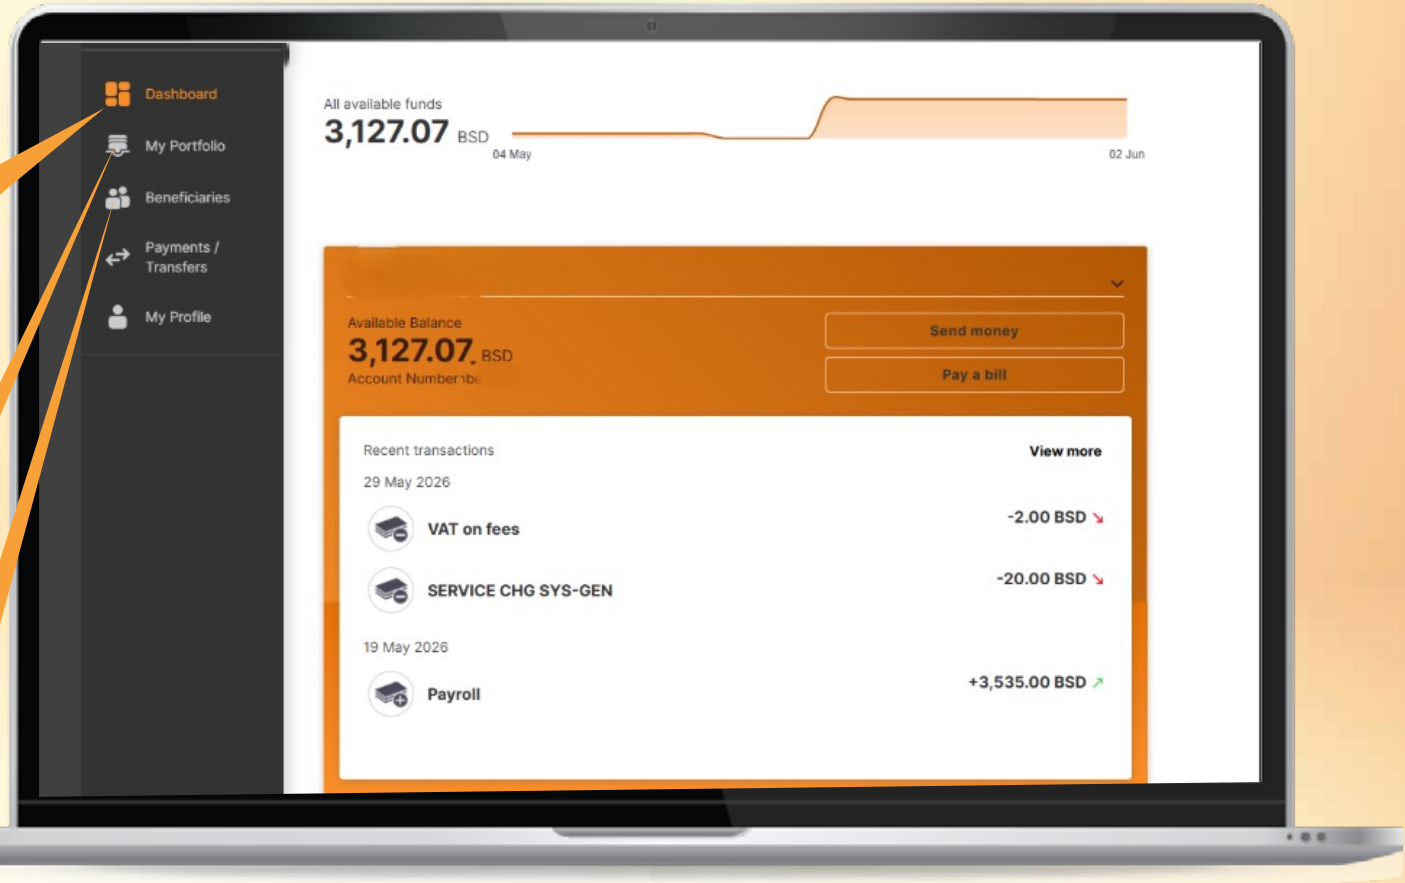 Dashboard
My Portfolio
Beneficiaries
Payments /
Transfers
My Profile
All available funds
3,127.07 BSD
04 May
02 Jun
Available Balance
3,127.07 BSD
Account Number
Send money
Pay a bill
Recent transactions
View more
29 May 2026
VAT on fees
-2.00 BSD
SERVICE CHG SYS-GEN
-20.00 BSD
19 May 2026
Payroll
+3,535.00 BSD